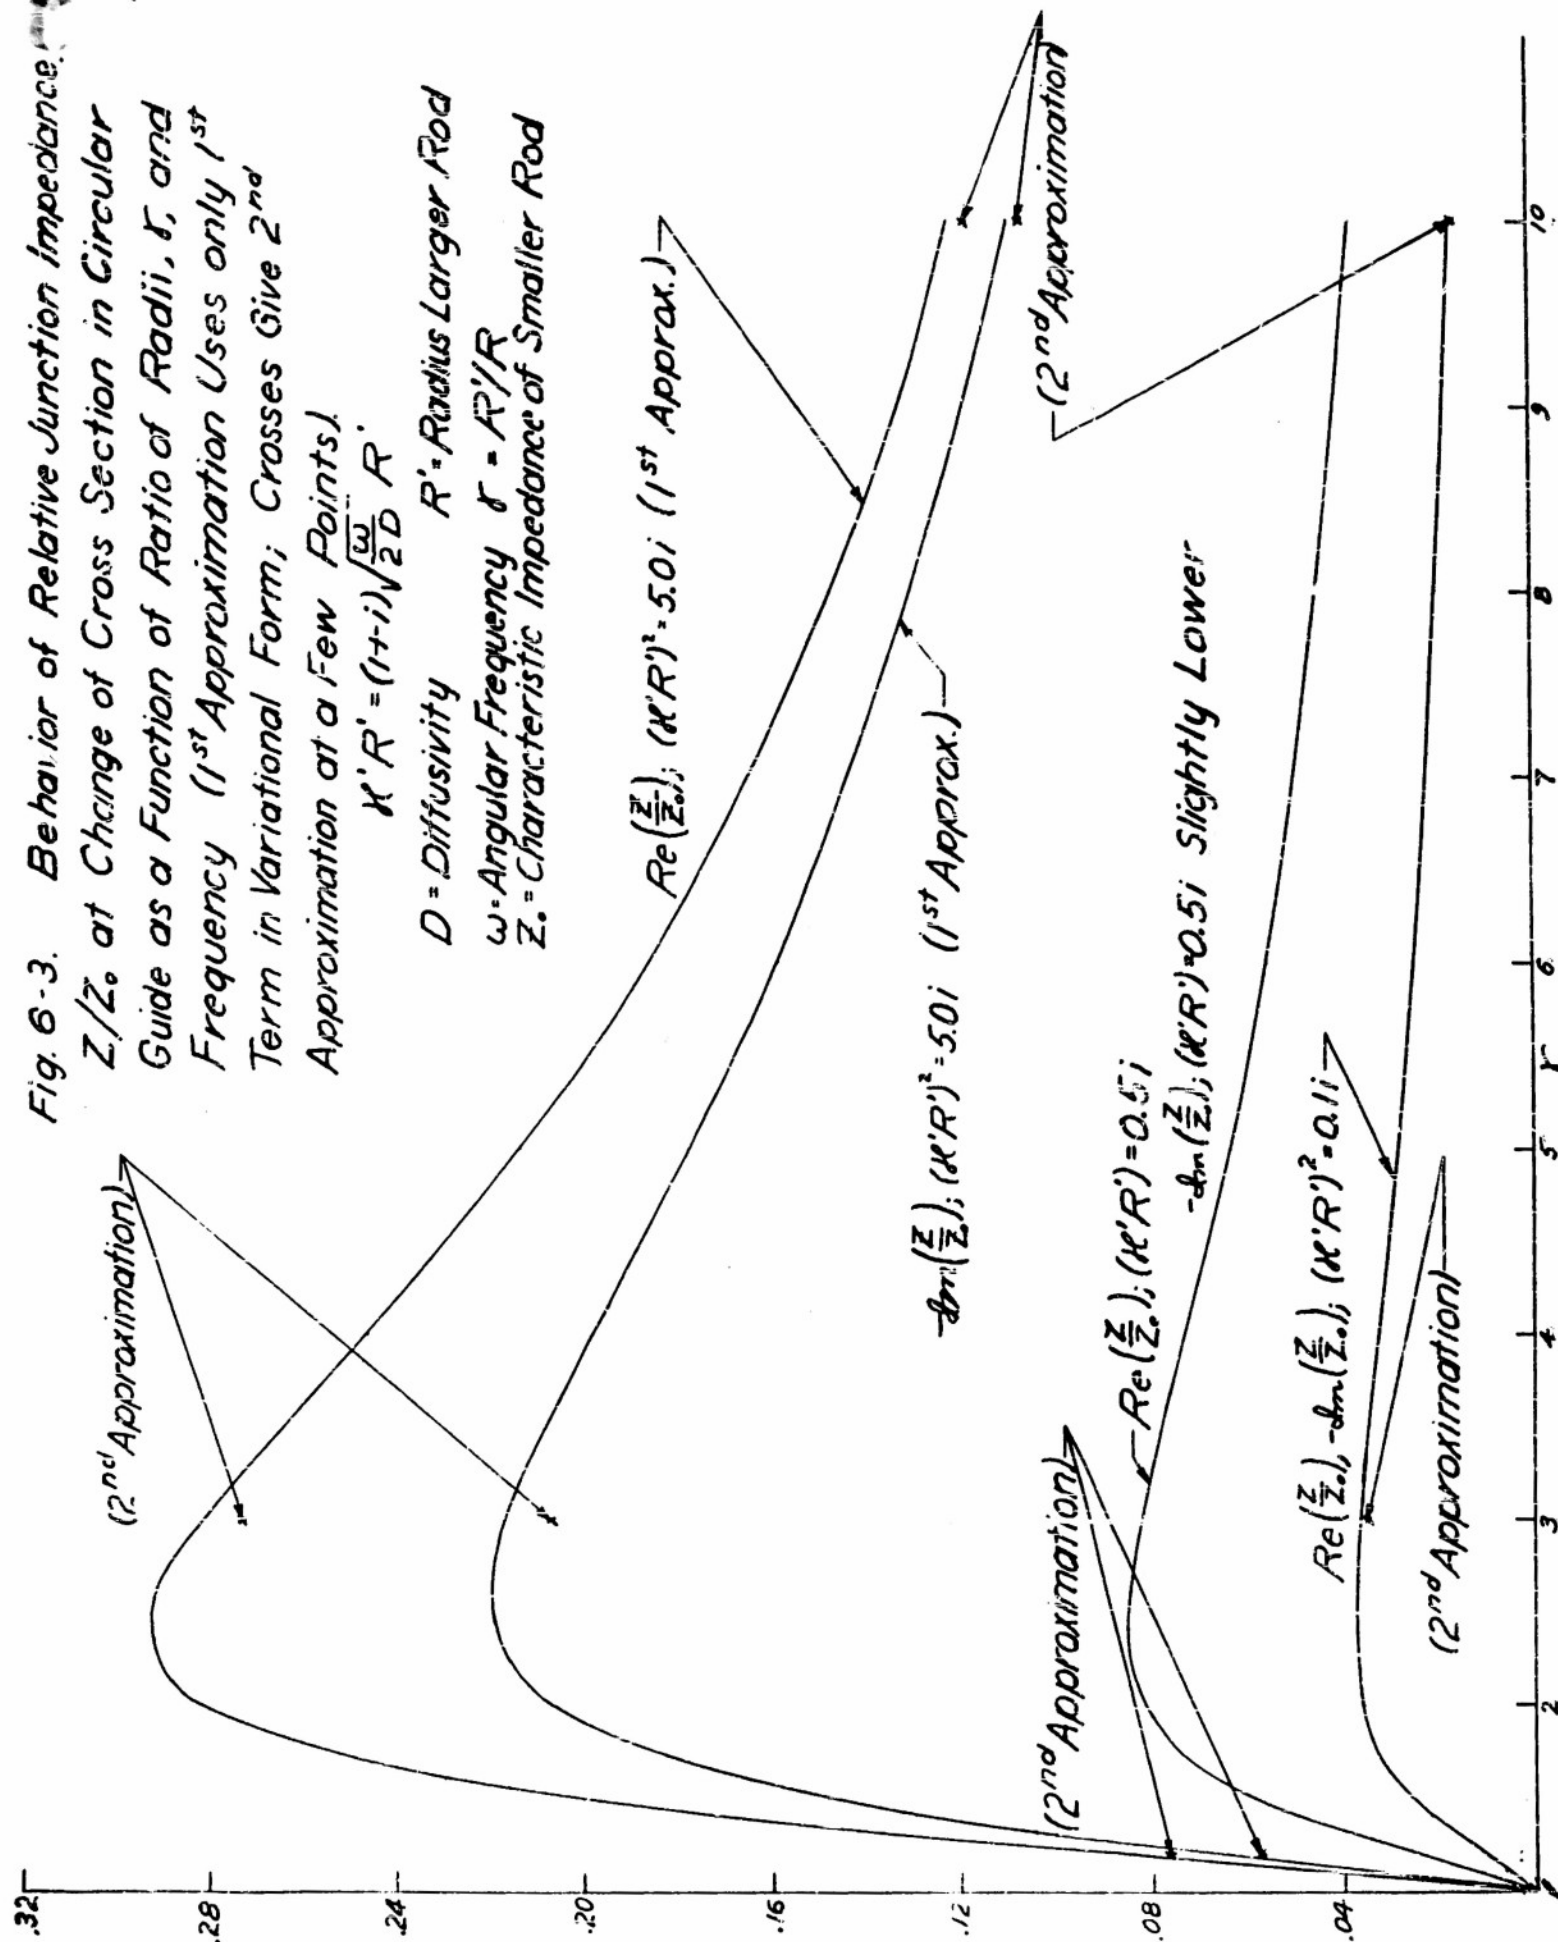 Fig. 6-3. Behavior of Relative Junction Impedance
Z/Z₀ at Change of Cross Section in Circular
Guide as a Function of Ratio of Radii, γ, and
Frequency (1st Approximation Uses only 1st
Term in Variational Form; Crosses Give 2nd
Approximation at a Few Points).
κ'R' = (1+i)√(ω/2D) R'
D = Diffusivity R' = Radius Larger Rod
ω = Angular Frequency γ = R'/R
Z₀ = Characteristic Impedance of Smaller Rod
(2nd Approximation)
Re(Z/Z₀); (κ'R')² = 5.0i (1st Approx.)
-Im(Z/Z₀); (κ'R')² = 5.0i (1st Approx.)
(2nd Approximation)
(2nd Approximation)
Re(Z/Z₀); (κ'R') = 0.5i
-Im(Z/Z₀); (κ'R') = 0.5i Slightly Lower
Re(Z/Z₀), -Im(Z/Z₀); (κ'R')² = 0.1i
(2nd Approximation)
.32
.28
.24
.20
.16
.12
.08
.04
1 2 3 4 5 γ 6 7 8 9 10